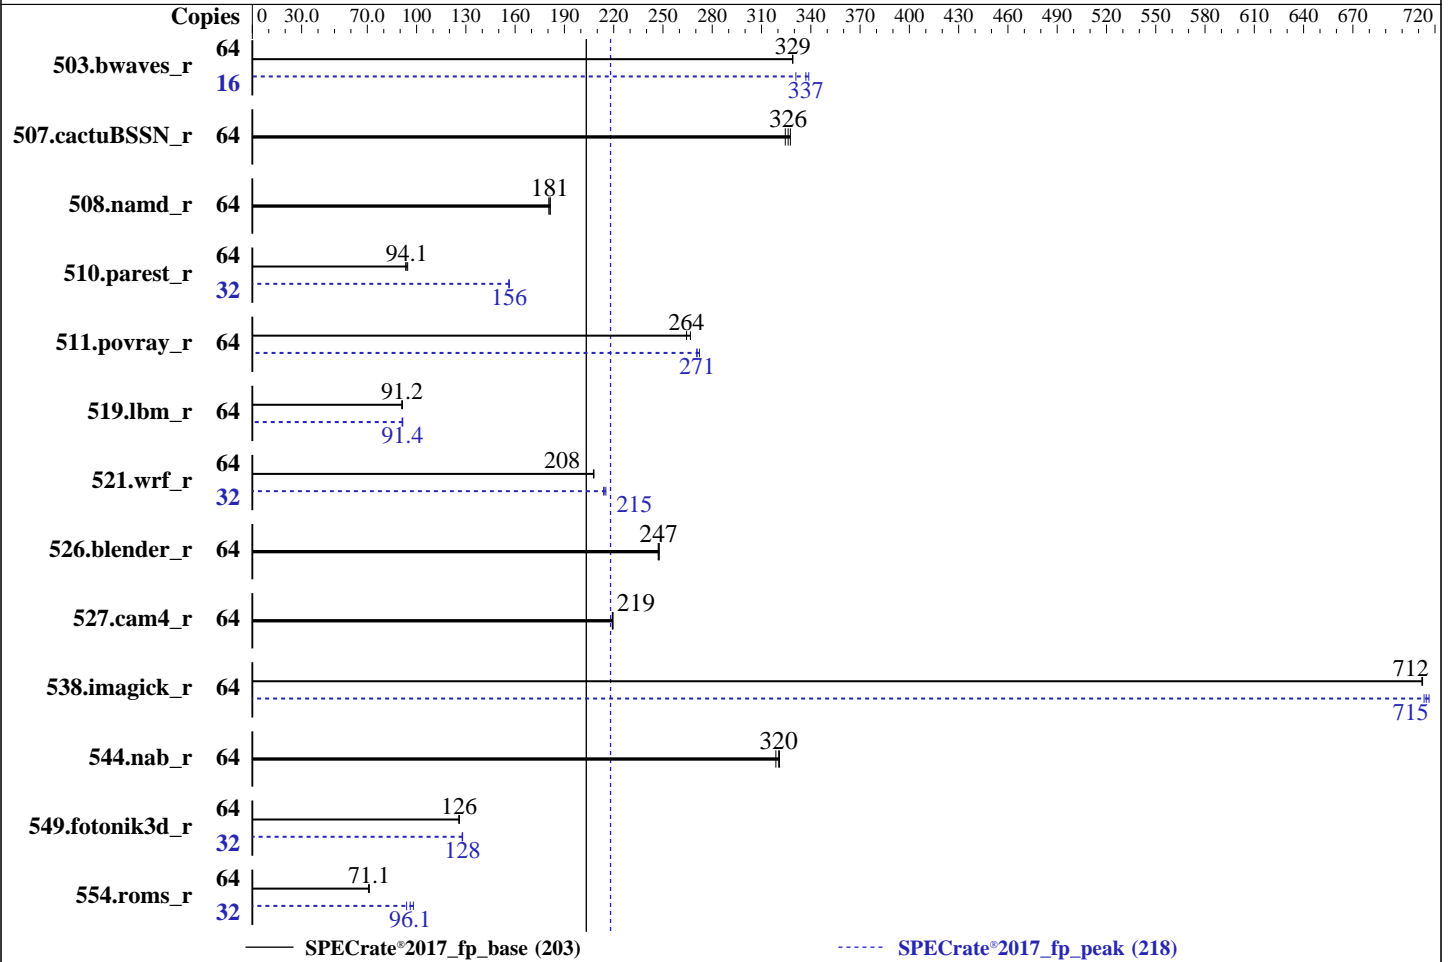 Copies 0 30.0 70.0 100 130 160 190 220 250 280 310 340 370 400 430 460 490 520 550 580 610 640 670 720
503.bwaves_r 64 329
16 337
507.cactuBSSN_r 64 326
508.namd_r 64 181
510.parest_r 64 94.1
32 156
511.povray_r 64 264
271
519.lbm_r 64 91.2
91.4
521.wrf_r 64 208
32 215
526.blender_r 64 247
527.cam4_r 64 219
538.imagick_r 64 712
715
544.nab_r 64 320
549.fotonik3d_r 64 126
32 128
554.roms_r 64 71.1
32 96.1
SPECrate®2017_fp_base (203) SPECrate®2017_fp_peak (218)